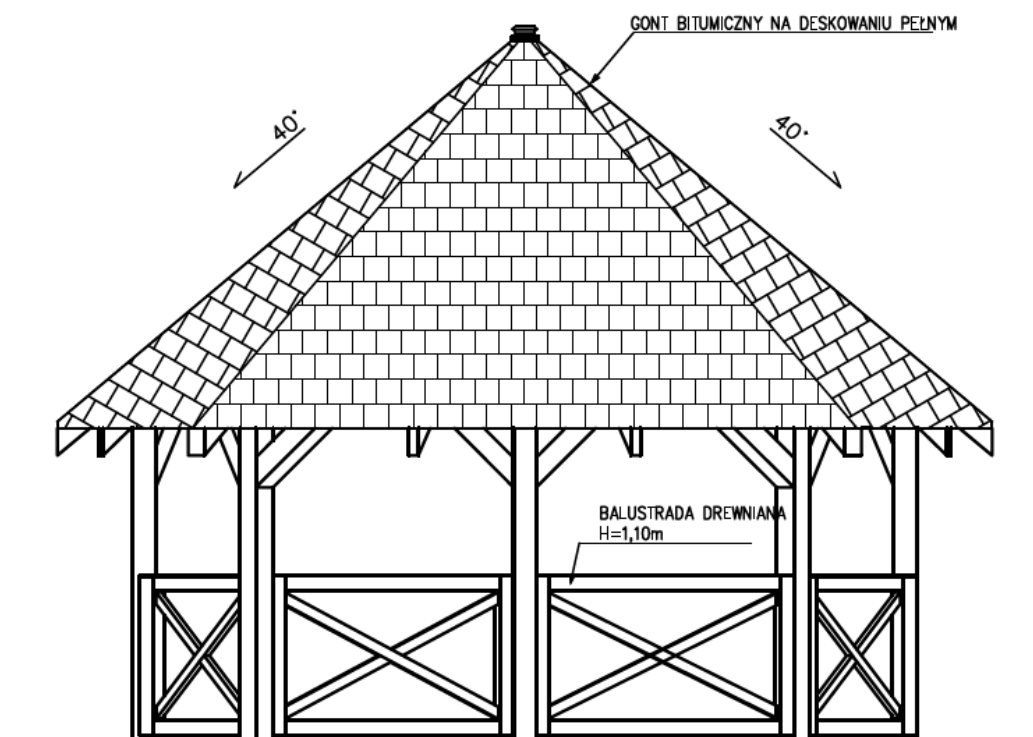 GONT BITUMICZNY NA DESKOWANIU PEŁNYM
40°
40°
BALUSTRADA DREWNIANA
H=1,10m